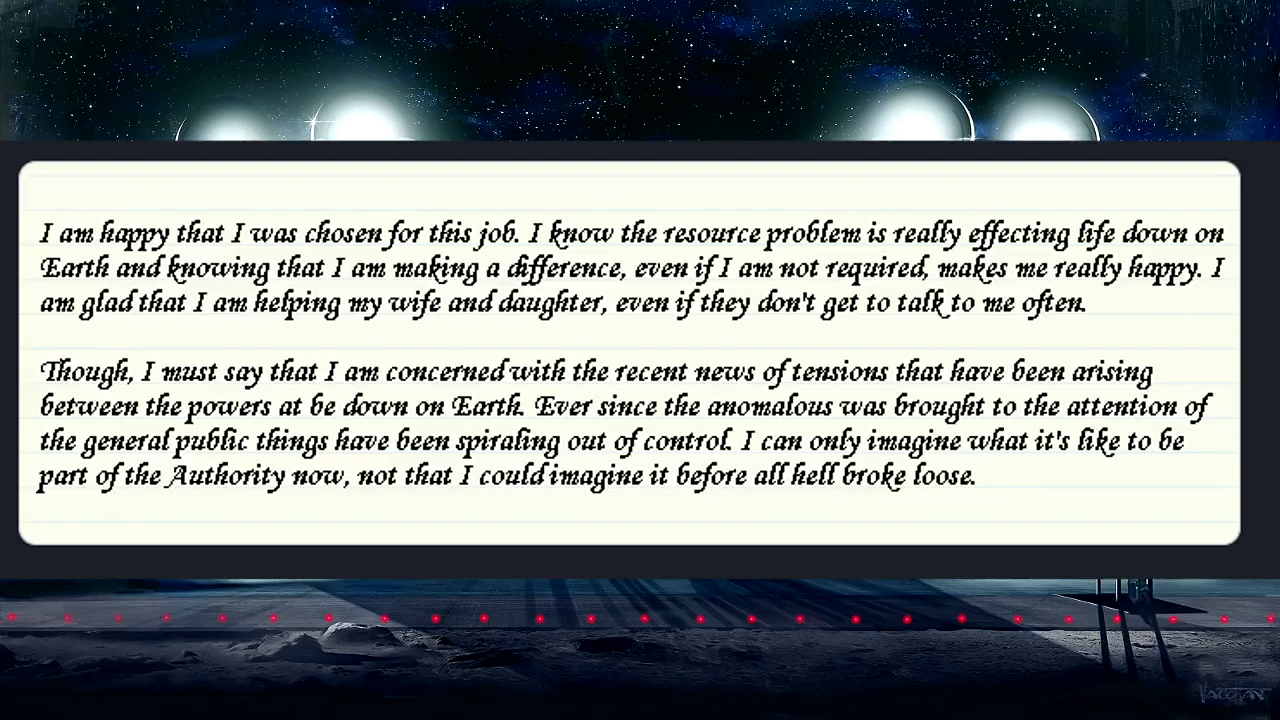 I am happy that I was chosen for this job. I know the resource problem is really effecting life down on
Earth and knowing that I am making a difference, even if I am not required, makes me really happy. I
am glad that I am helping my wife and daughter, even if they don't get to talk to me often.
Though, I must say that I am concerned with the recent news of tensions that have been arising
between the powers at be down on Earth. Ever since the anomalous was brought to the attention of
the general public things have been spiraling out of control. I can only imagine what it's like to be
part of the Authority now, not that I could imagine it before all hell broke loose.